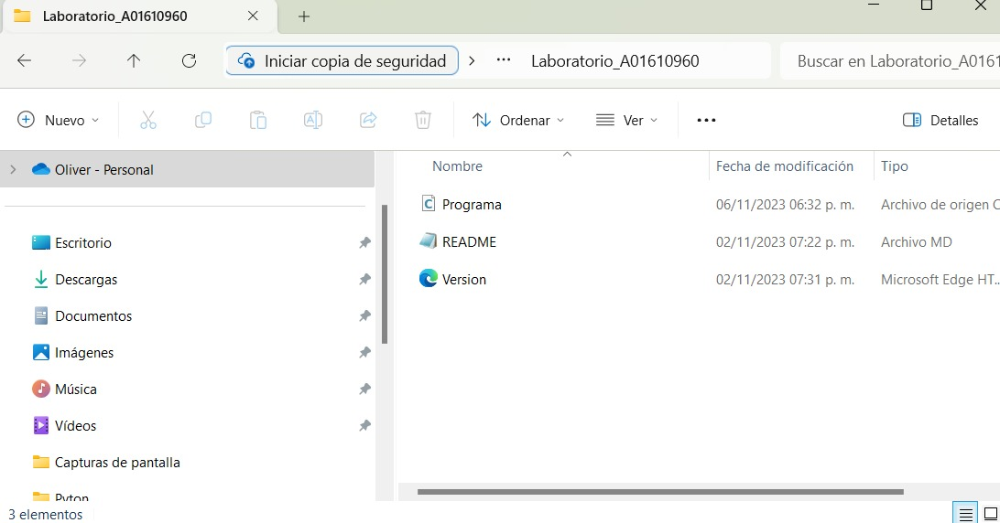 Laboratorio_A01610960
Iniciar copia de seguridad > ... Laboratorio_A01610960
Buscar en Laboratorio_A0161
Nuevo
Ordenar
Ver
Detalles
Oliver - Personal
Escritorio
Descargas
Documentos
Imágenes
Música
Vídeos
Capturas de pantalla
Pyton
Nombre Fecha de modificación Tipo
Programa 06/11/2023 06:32 p. m. Archivo de origen C
README 02/11/2023 07:22 p. m. Archivo MD
Version 02/11/2023 07:31 p. m. Microsoft Edge HT...
3 elementos